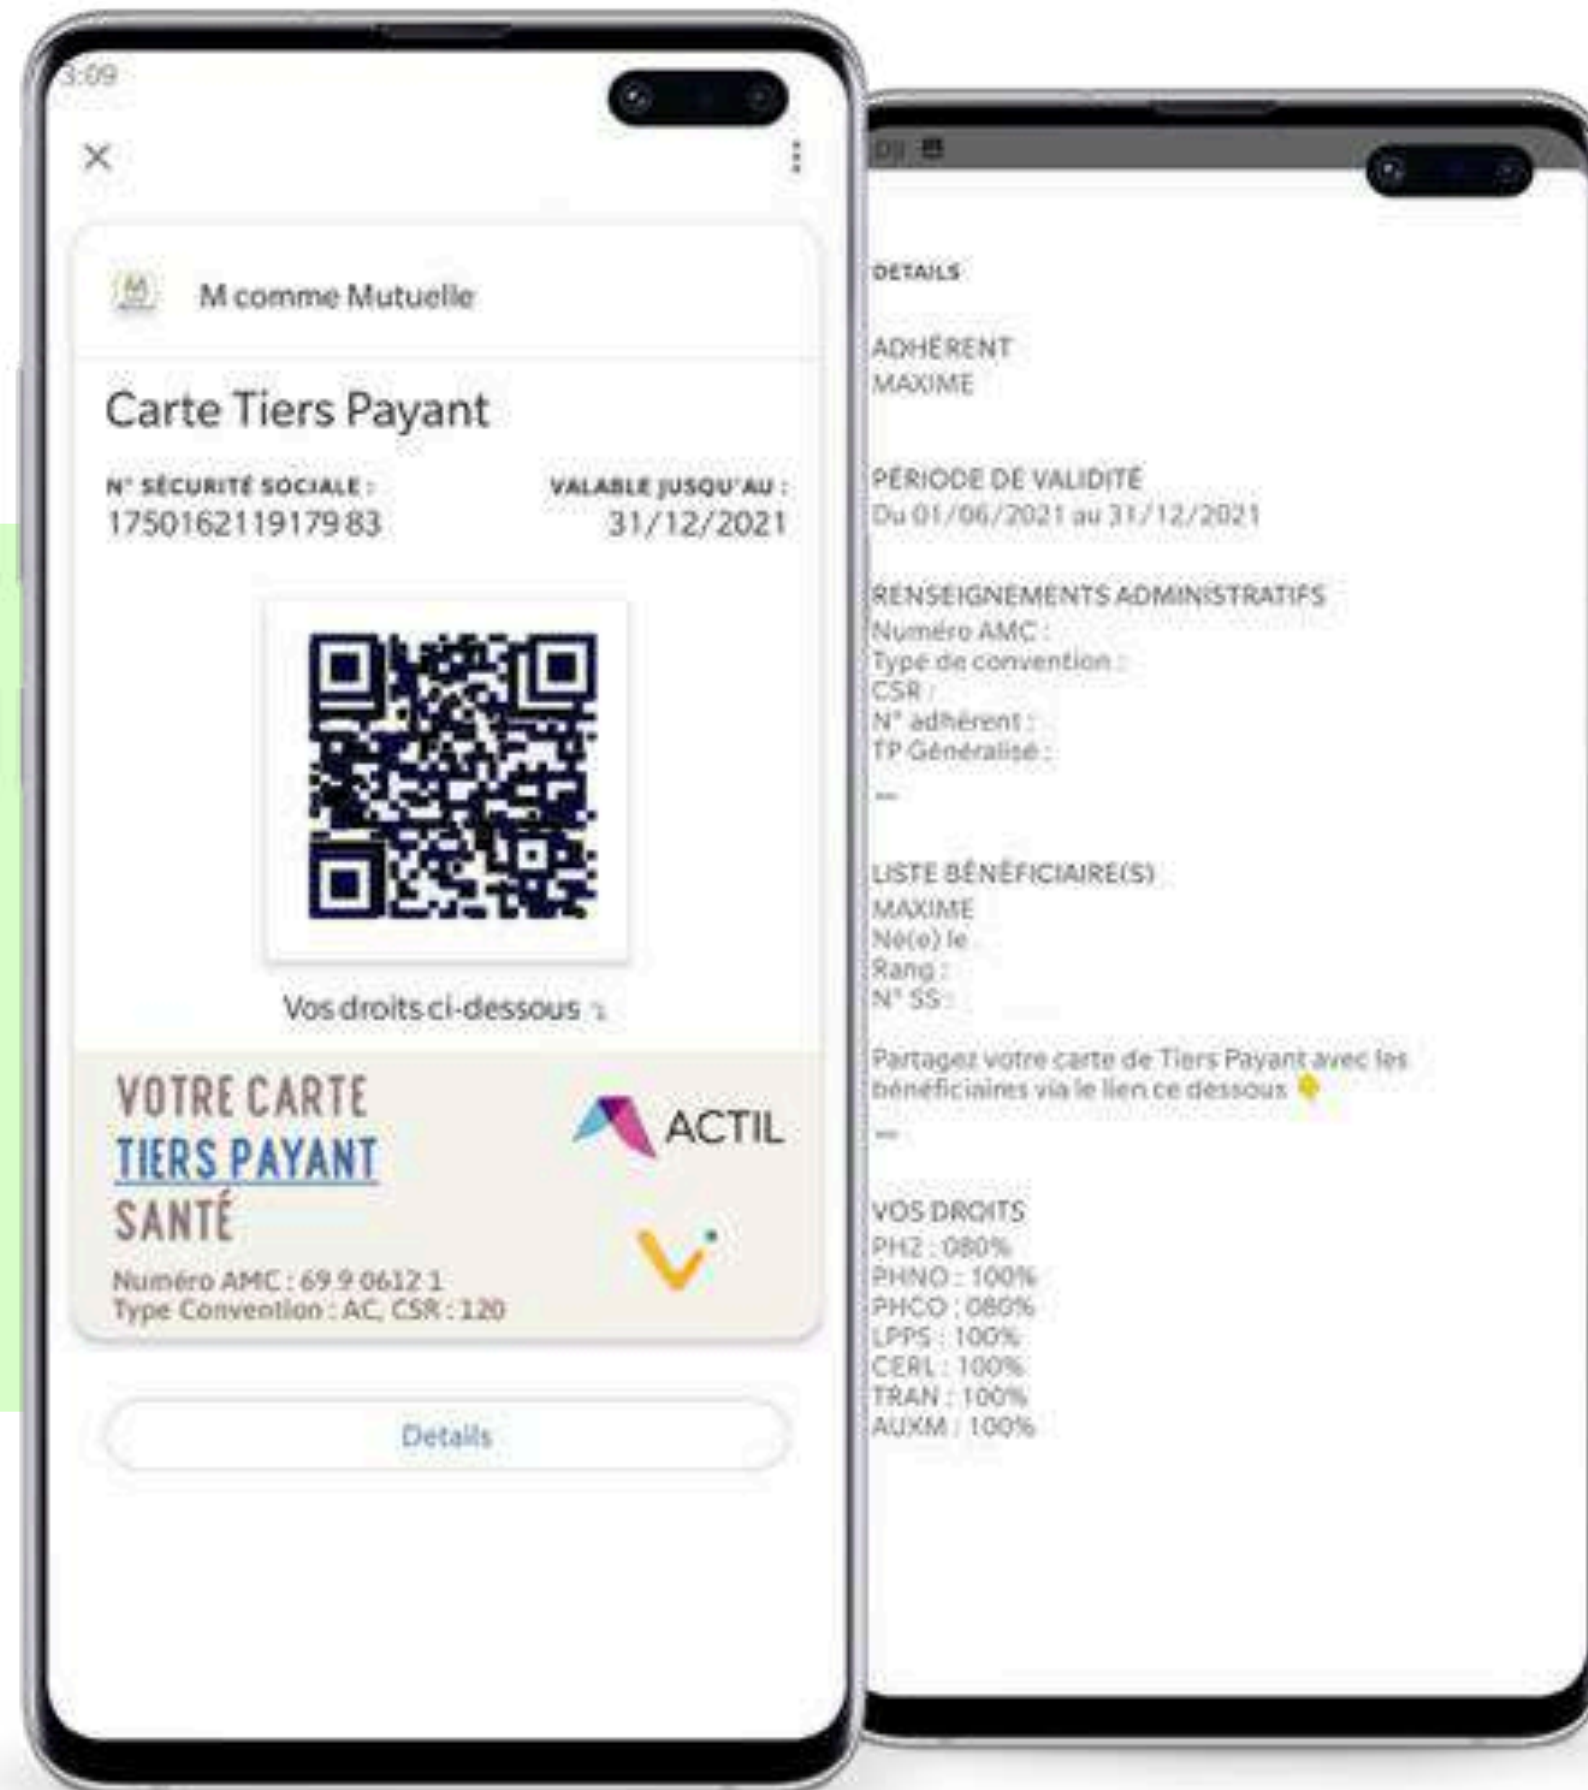 3:09
M comme Mutuelle
Carte Tiers Payant
N° SÉCURITÉ SOCIALE :
1750162119179 83
VALABLE JUSQU'AU :
31/12/2021
Vos droits ci-dessous
VOTRE CARTE
TIERS PAYANT
SANTÉ
ACTIL
Numéro AMC : 69 9 0612 1
Type Convention : AC, CSR : 120
Details
DETAILS
ADHÉRENT
MAXIME
PÉRIODE DE VALIDITÉ
Du 01/06/2021 au 31/12/2021
RENSEIGNEMENTS ADMINISTRATIFS
Numéro AMC :
Type de convention :
CSR :
N° adhérent :
TP Généralisé :
---
LISTE BÉNÉFICIAIRE(S)
MAXIME
Né(e) le
Rang :
N° SS :
Partagez votre carte de Tiers Payant avec les
bénéficiaires via le lien ce dessous 👇
---
VOS DROITS
PH2 : 080%
PHNO : 100%
PHCO : 080%
LPPS : 100%
CERL : 100%
TRAN : 100%
AUXM : 100%